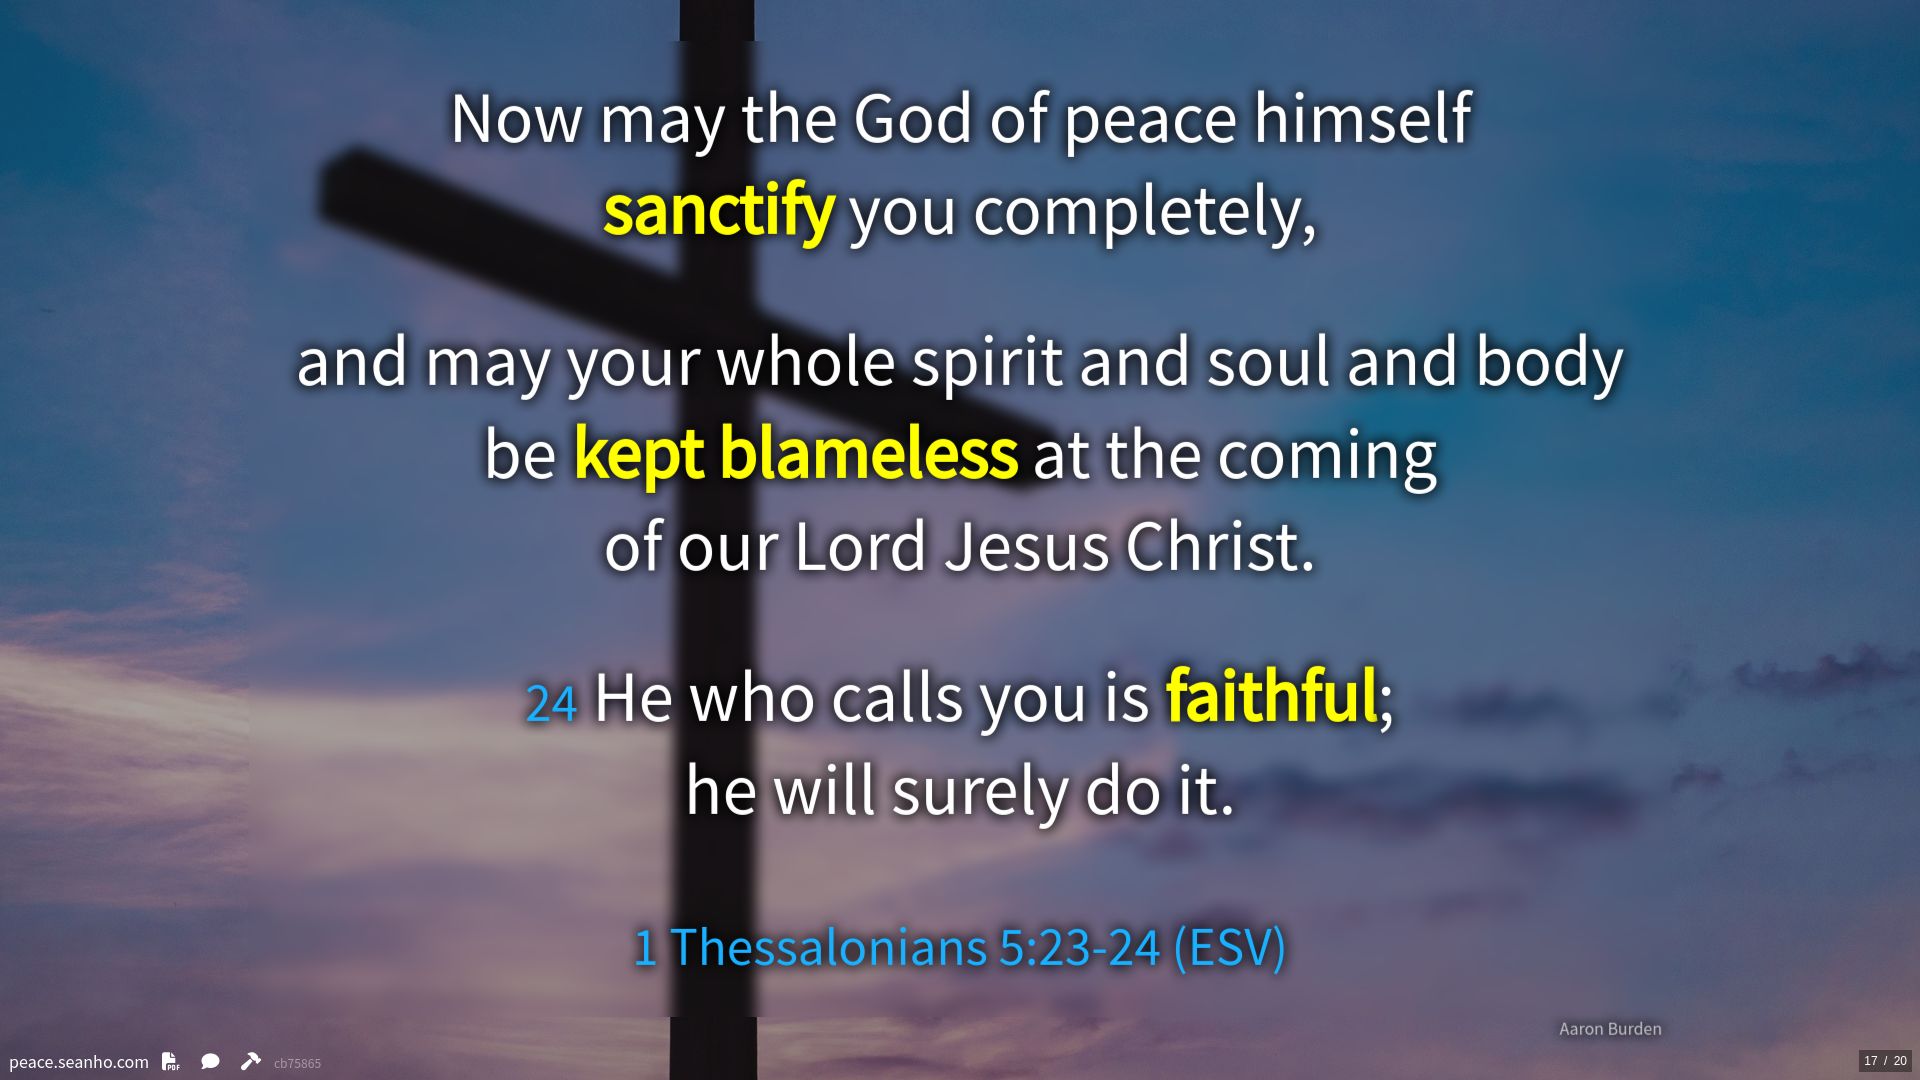 Now may the God of peace himself
sanctify you completely,
and may your whole spirit and soul and body
be kept blameless at the coming
of our Lord Jesus Christ.
24 He who calls you is faithful;
he will surely do it.
1 Thessalonians 5:23-24 (ESV)
Aaron Burden
peace.seanho.com PDF cb75865
17 / 20